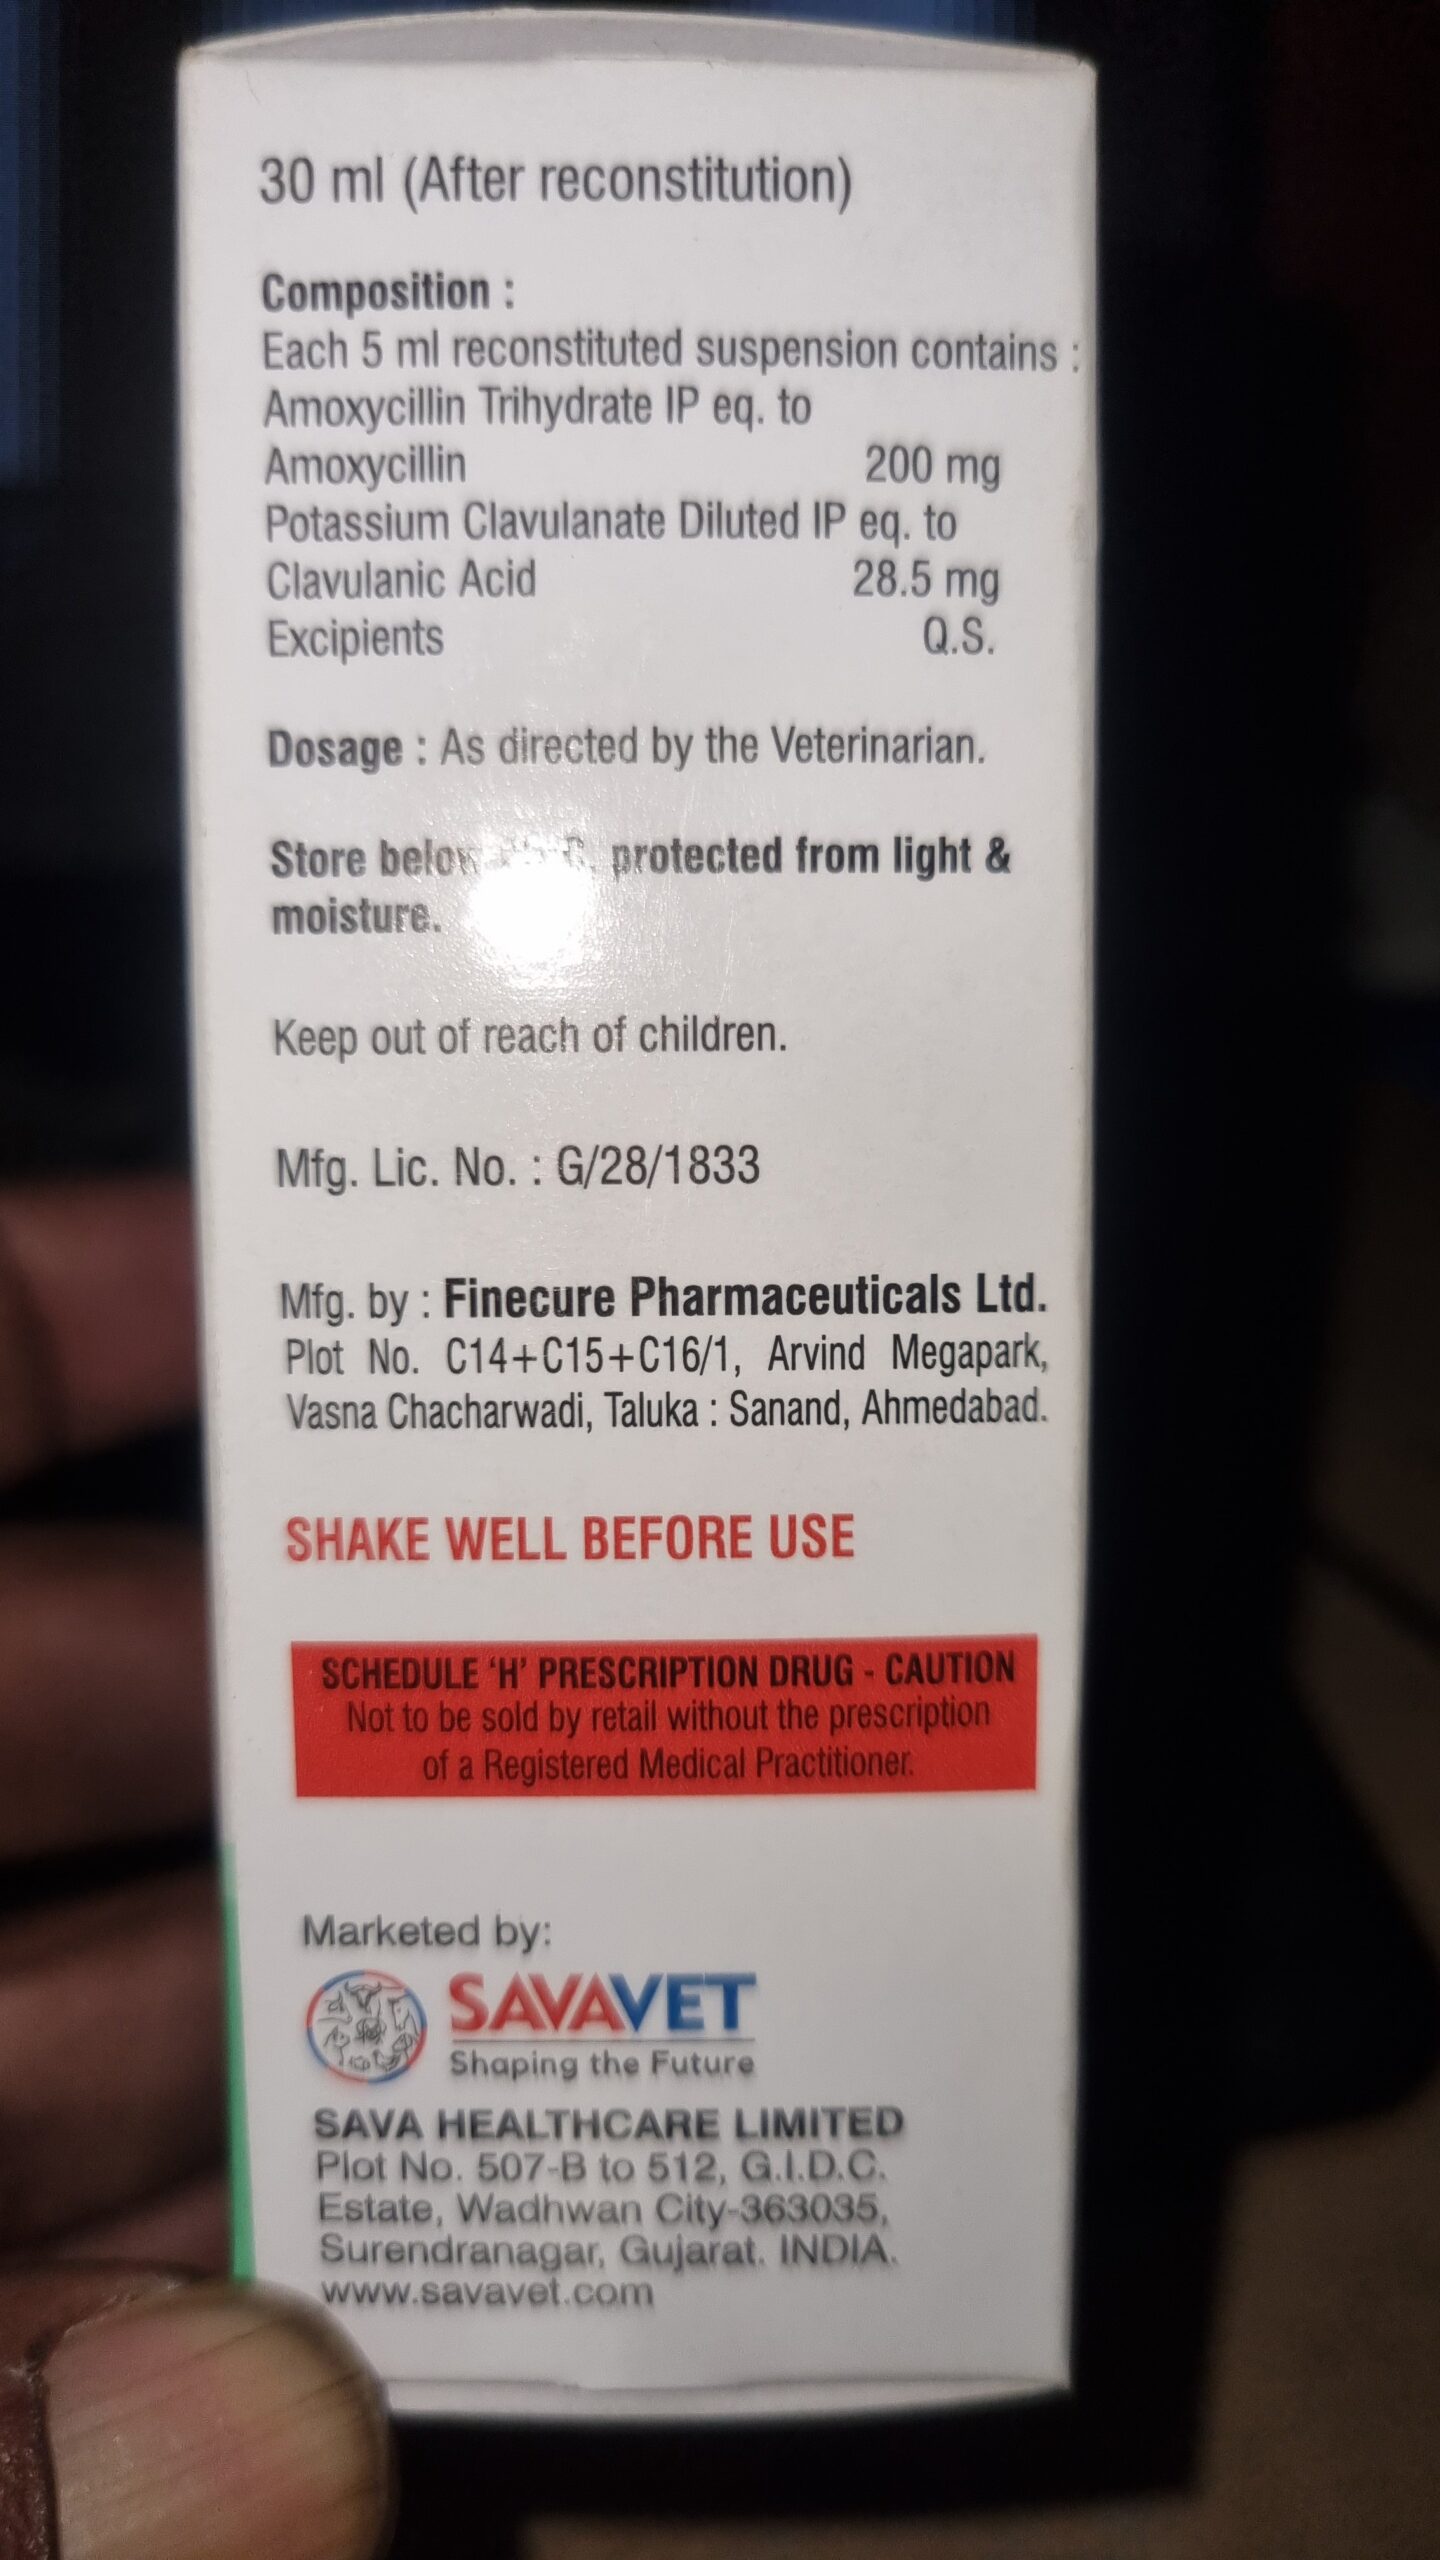 30 ml (After reconstitution)
Composition :
Each 5 ml reconstituted suspension contains :
Amoxycillin Trihydrate IP eq. to
Amoxycillin 200 mg
Potassium Clavulanate Diluted IP eq. to
Clavulanic Acid 28.5 mg
Excipients Q.S.
Dosage : As directed by the Veterinarian.
Store below protected from light &
moisture.
Keep out of reach of children.
Mfg. Lic. No. : G/28/1833
Mfg. by : Finecure Pharmaceuticals Ltd.
Plot No. C14+C15+C16/1, Arvind Megapark,
Vasna Chacharwadi, Taluka : Sanand, Ahmedabad.
SHAKE WELL BEFORE USE
SCHEDULE 'H' PRESCRIPTION DRUG - CAUTION
Not to be sold by retail without the prescription
of a Registered Medical Practitioner.
Marketed by:
SAVAVET
Shaping the Future
SAVA HEALTHCARE LIMITED
Plot No. 507-B to 512, G.I.D.C.
Estate, Wadhwan City-363035,
Surendranagar, Gujarat. INDIA.
www.savavet.com